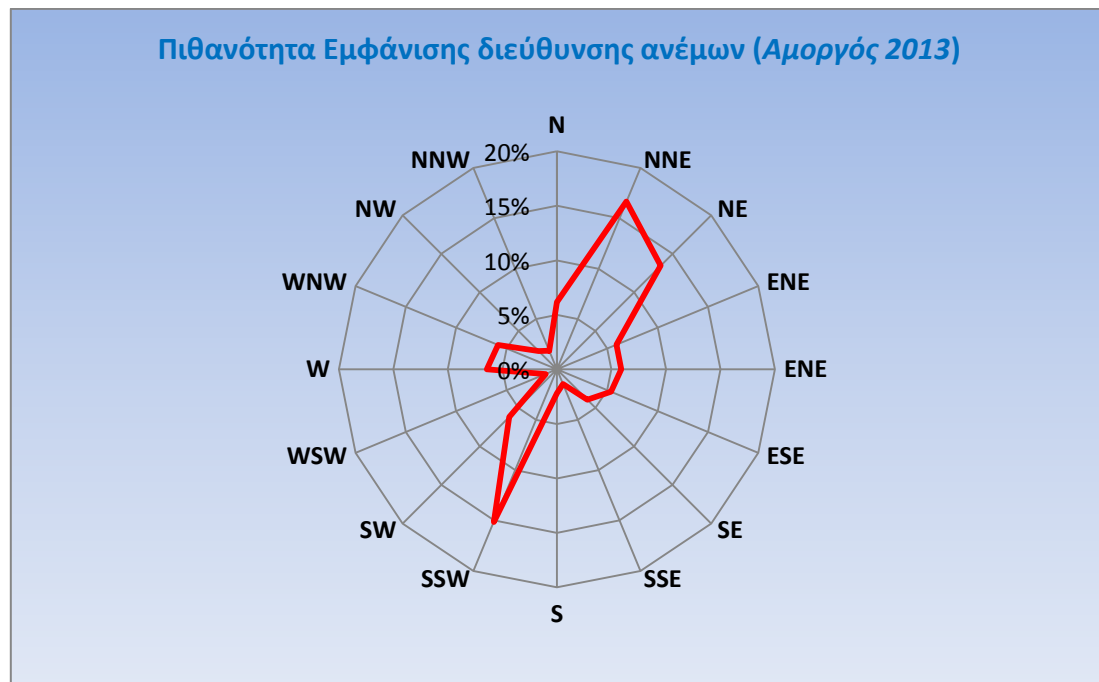 Πιθανότητα Εμφάνισης διεύθυνσης ανέμων (Αμοργός 2013)
N
NNE
NE
ENE
ENE
ESE
SE
SSE
S
SSW
SW
WSW
W
WNW
NW
NNW
20%
15%
10%
5%
0%